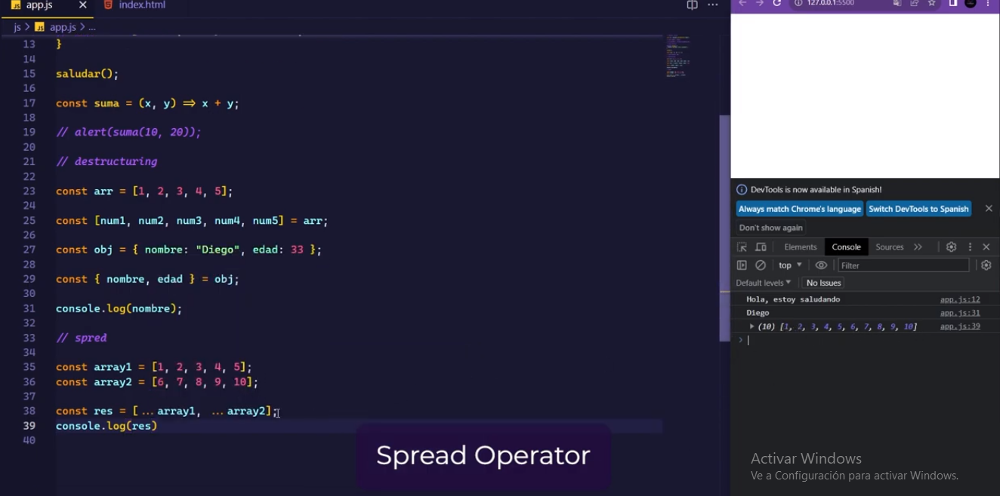 JS app.js
index.html
js > JS app.js > ...
13 }
14
15 saludar();
16
17 const suma = (x, y) => x + y;
18
19 // alert(suma(10, 20));
20
21 // destructuring
22
23 const arr = [1, 2, 3, 4, 5];
24
25 const [num1, num2, num3, num4, num5] = arr;
26
27 const obj = { nombre: "Diego", edad: 33 };
28
29 const { nombre, edad } = obj;
30
31 console.log(nombre);
32
33 // spred
34
35 const array1 = [1, 2, 3, 4, 5];
36 const array2 = [6, 7, 8, 9, 10];
37
38 const res = [...array1, ...array2];
39 console.log(res)
40
Spread Operator
127.0.0.1:5500
DevTools is now available in Spanish!
Always match Chrome's language
Switch DevTools to Spanish
Don't show again
Elements Console Sources
top Filter
Default levels No Issues
Hola, estoy saludando app.js:12
Diego app.js:31
(10) [1, 2, 3, 4, 5, 6, 7, 8, 9, 10] app.js:39
Activar Windows
Ve a Configuración para activar Windows.